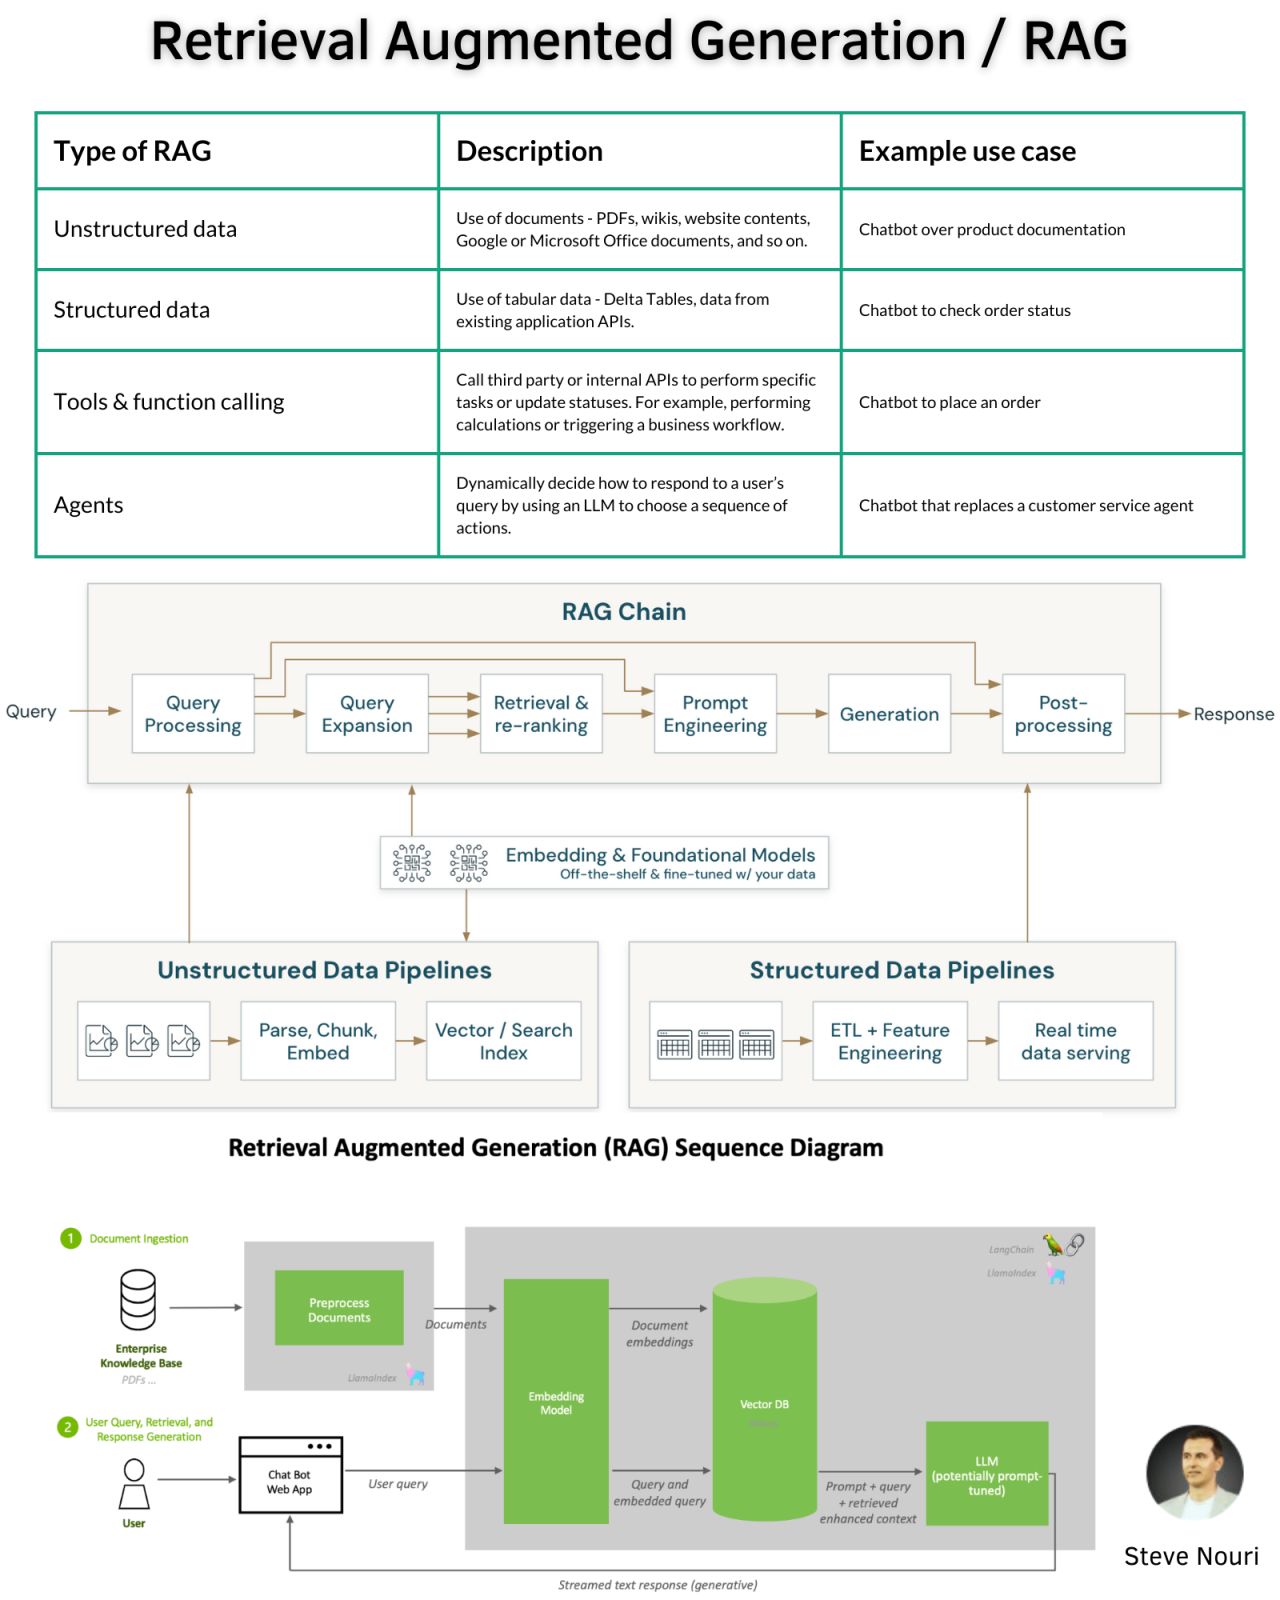 Retrieval Augmented Generation / RAG
Type of RAG
Description
Example use case
Unstructured data
Use of documents - PDFs, wikis, website contents,
Google or Microsoft Office documents, and so on.
Chatbot over product documentation
Structured data
Use of tabular data - Delta Tables, data from
existing application APIs.
Chatbot to check order status
Tools & function calling
Call third party or internal APIs to perform specific
tasks or update statuses. For example, performing
calculations or triggering a business workflow.
Chatbot to place an order
Agents
Dynamically decide how to respond to a user's
query by using an LLM to choose a sequence of
actions.
Chatbot that replaces a customer service agent
RAG Chain
Query
Query
Processing
Query
Expansion
Retrieval &
re-ranking
Prompt
Engineering
Generation
Post-
processing
Response
Embedding & Foundational Models
Off-the-shelf & fine-tuned w/ your data
Unstructured Data Pipelines
Parse, Chunk,
Embed
Vector / Search
Index
Structured Data Pipelines
ETL + Feature
Engineering
Real time
data serving
Retrieval Augmented Generation (RAG) Sequence Diagram
1
Document Ingestion
Enterprise
Knowledge Base
PDFs ...
Preprocess
Documents
LlamaIndex
Documents
Embedding
Model
Document
embeddings
Vector DB
LangChain
LlamaIndex
2
User Query, Retrieval, and
Response Generation
User
Chat Bot
Web App
User query
Query and
embedded query
Prompt + query
+ retrieved
enhanced context
LLM
(potentially prompt-
tuned)
Streamed text response (generative)
Steve Nouri